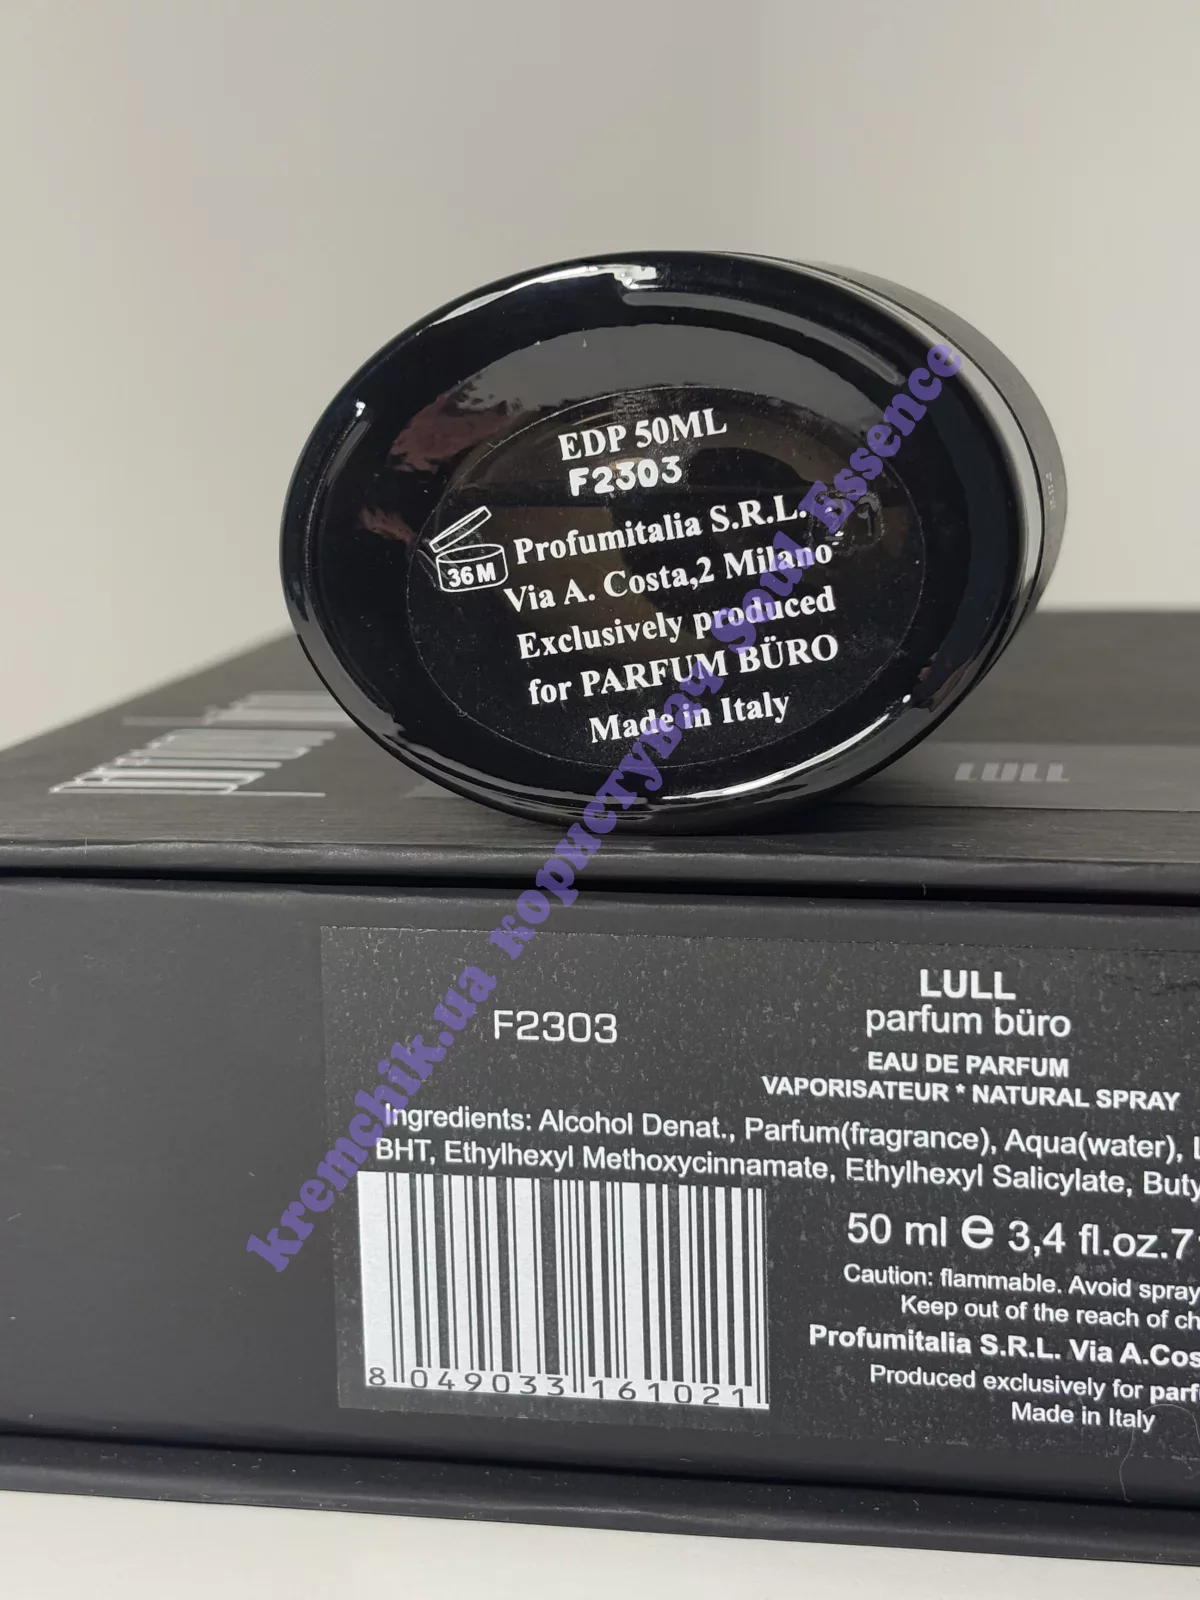 EDP 50ML
F2303
36M
Profumitalia S.R.L.
Via A. Costa,2 Milano
Exclusively produced
for PARFUM BÜRO
Made in Italy
LULL
F2303
LULL
parfum büro
EAU DE PARFUM
VAPORISATEUR * NATURAL SPRAY
Ingredients: Alcohol Denat., Parfum(fragrance), Aqua(water),
BHT, Ethylhexyl Methoxycinnamate, Ethylhexyl Salicylate,
50 ml e 3,4 fl.oz.
Caution: flammable. Avoid spray
Keep out of the reach of
Profumitalia S.R.L. Via
Produced exclusively for
Made in Italy
8 049033 161021
kremchik.ua користувач Soul Essence